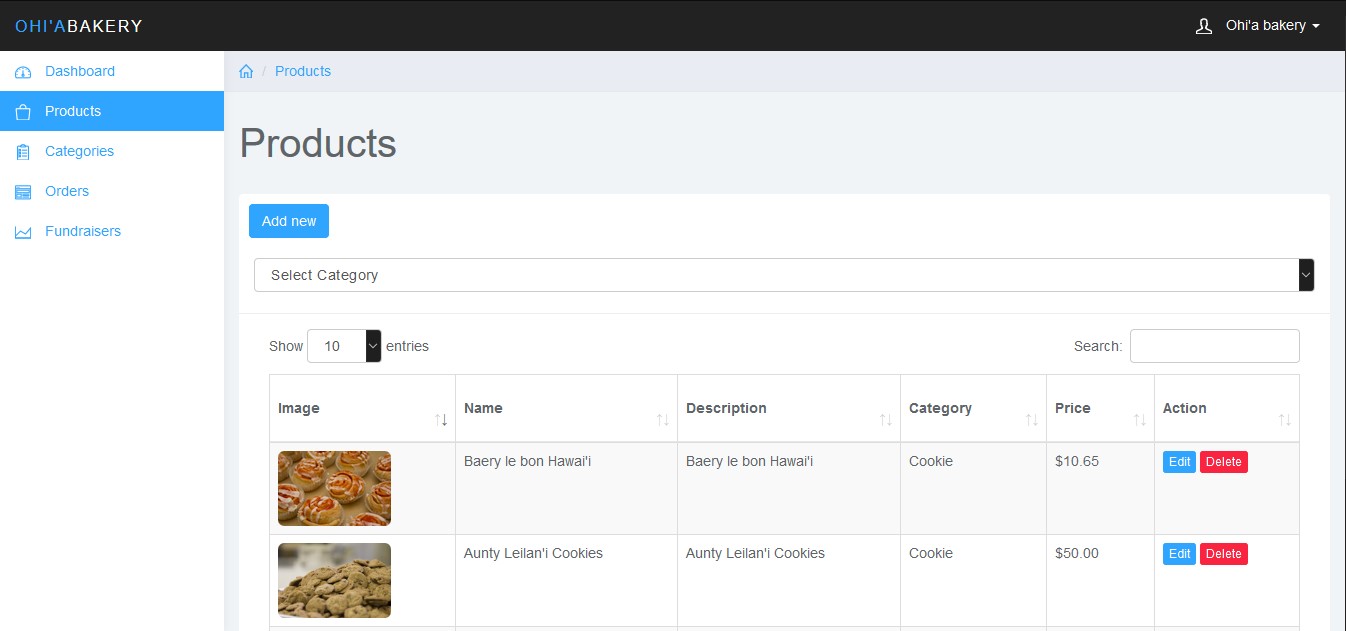 OHI'ABAKERY
Ohi'a bakery
Dashboard
Products
Categories
Orders
Fundraisers
/ Products
Products
Add new
Select Category
Show 10 entries
Search:
Image Name Description Category Price Action
Baery le bon Hawai'i Baery le bon Hawai'i Cookie $10.65 Edit Delete
Aunty Leilan'i Cookies Aunty Leilan'i Cookies Cookie $50.00 Edit Delete